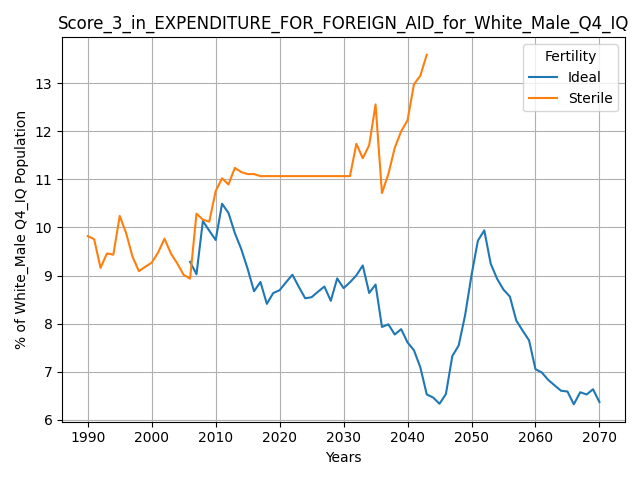 Score_3_in_EXPENDITURE_FOR_FOREIGN_AID_for_White_Male_Q4_IQ
Fertility
Ideal
Sterile
% of White_Male Q4_IQ Population
13
12
11
10
9
8
7
6
1990 2000 2010 2020 2030 2040 2050 2060 2070
Years